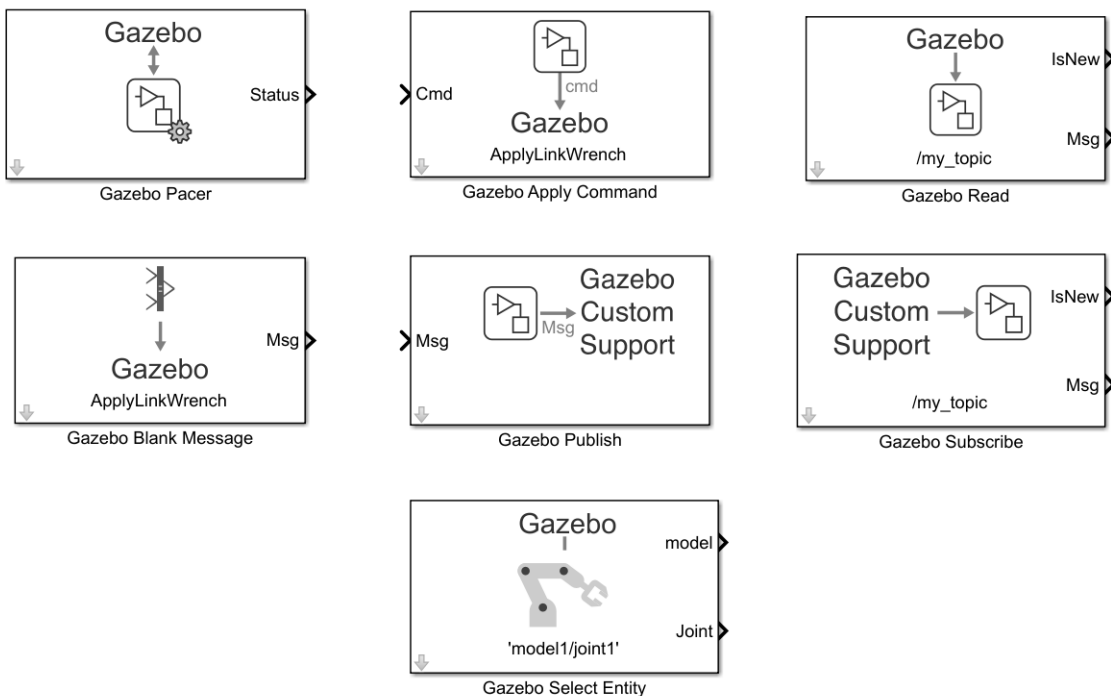 Gazebo
Status
Gazebo Pacer
Cmd
cmd
Gazebo
ApplyLinkWrench
Gazebo Apply Command
Gazebo
IsNew
Msg
/my_topic
Gazebo Read
Msg
Gazebo
ApplyLinkWrench
Gazebo Blank Message
Msg
Msg
Gazebo
Custom
Support
Gazebo Publish
Gazebo
Custom
Support
IsNew
Msg
/my_topic
Gazebo Subscribe
Gazebo
model
Joint
'model1/joint1'
Gazebo Select Entity